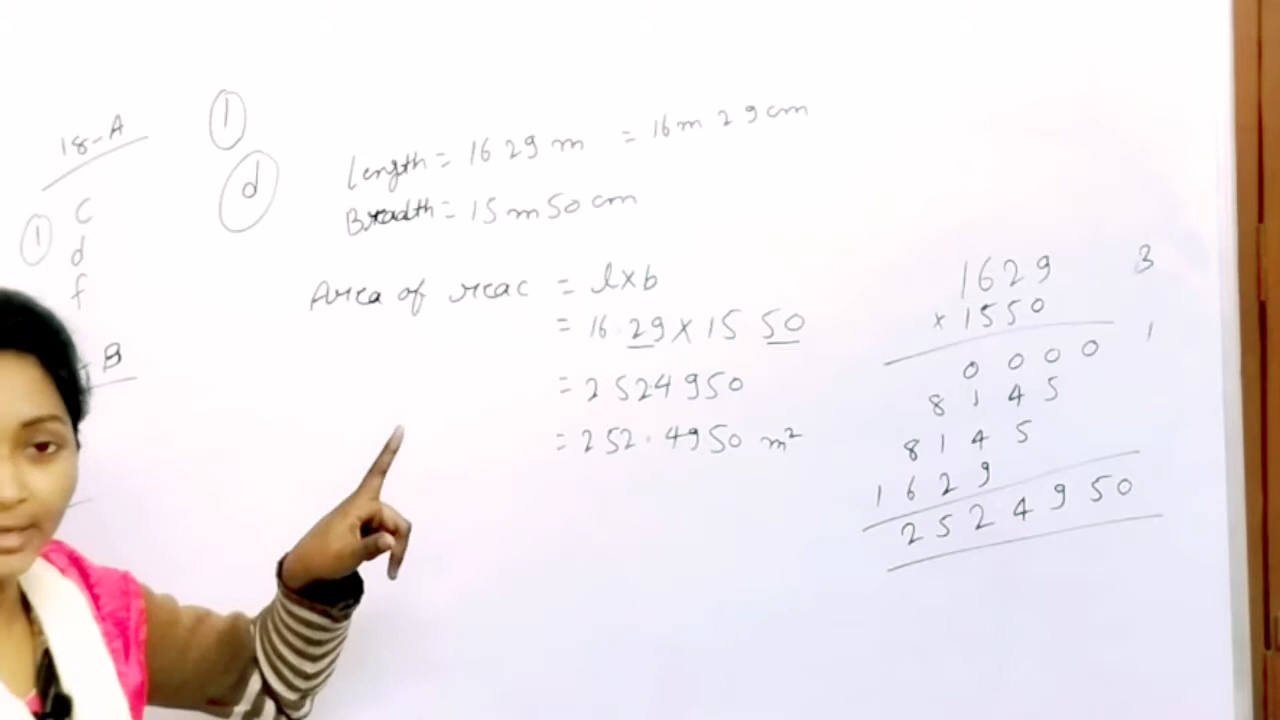 18-A
① c
d
f
B
①
ⓓ
Length = 16 29 m = 16 m 29 cm
Breadth = 15 m 50 cm
Area of = l×b
= 16 29 × 15 50
= 2524950
= 252.4950 m²
1629 3
× 1550
0 0 0 0 1
8 1 4 5
8 1 4 5
1 6 2 9
2 5 2 4 9 5 0